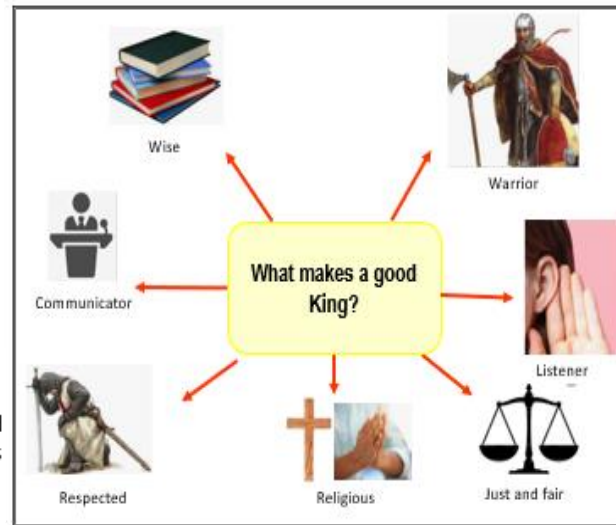 Wise
Warrior
Communicator
What makes a good
King?
Listener
Respected
Religious
Just and fair